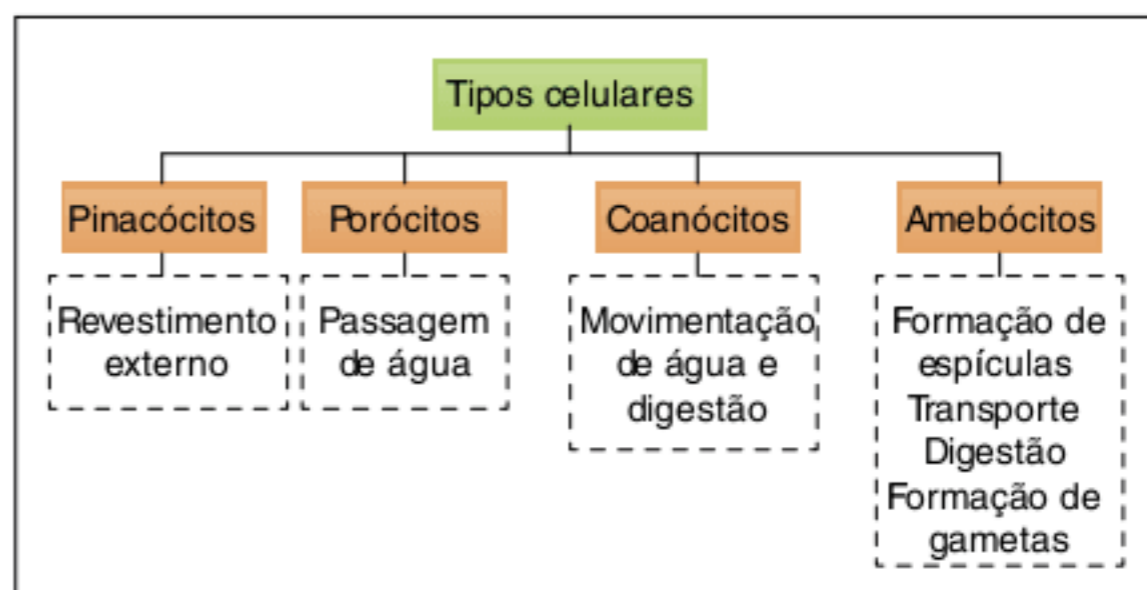 Tipos celulares
Pinacócitos
Porócitos
Coanócitos
Amebócitos
Revestimento
externo
Passagem
de água
Movimentação
de água e
digestão
Formação de
espículas
Transporte
Digestão
Formação de
gametas